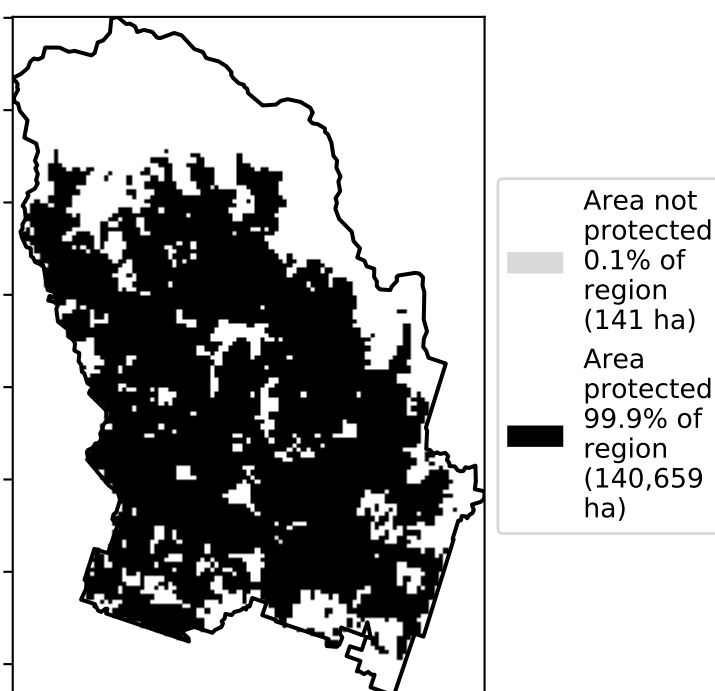 Area not
protected
0.1% of
region
(141 ha)
Area
protected
99.9% of
region
(140,659
ha)